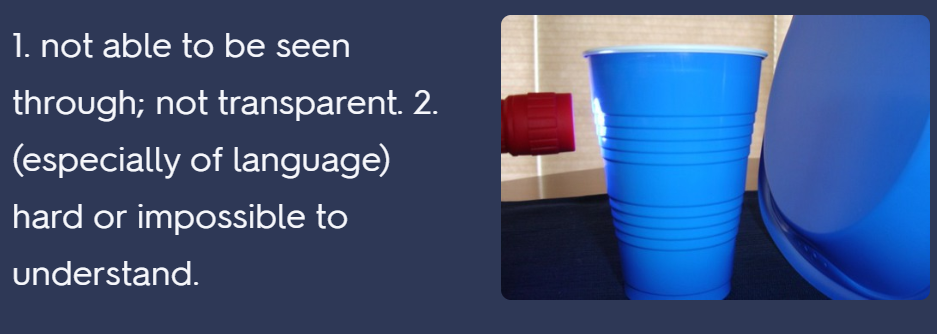 1. not able to be seen
through; not transparent. 2.
(especially of language)
hard or impossible to
understand.